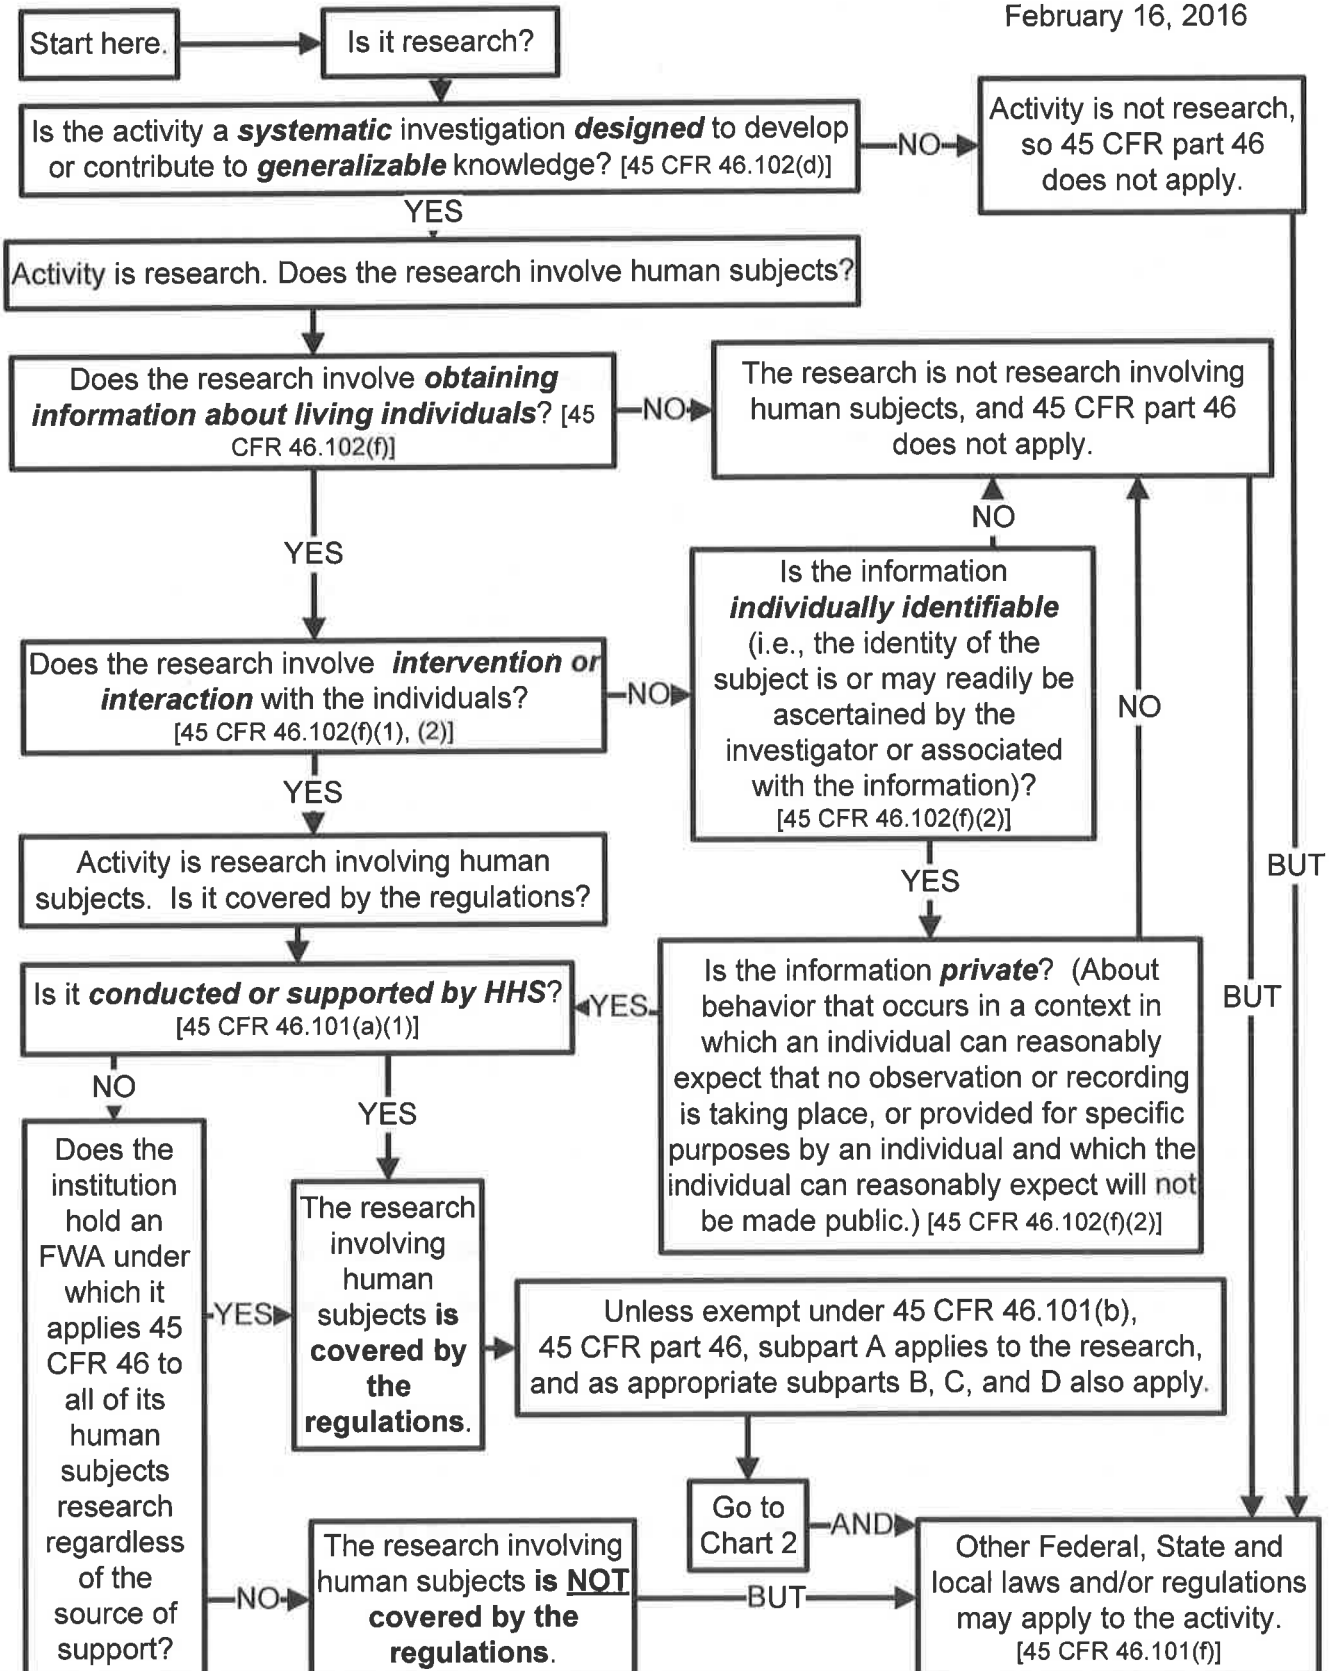 February 16, 2016
Start here.
Is it research?
Is the activity a systematic investigation designed to develop
or contribute to generalizable knowledge? [45 CFR 46.102(d)]
NO
Activity is not research,
so 45 CFR part 46
does not apply.
YES
Activity is research. Does the research involve human subjects?
Does the research involve obtaining
information about living individuals? [45
CFR 46.102(f)]
NO
The research is not research involving
human subjects, and 45 CFR part 46
does not apply.
YES
NO
Does the research involve intervention or
interaction with the individuals?
[45 CFR 46.102(f)(1), (2)]
NO
Is the information
individually identifiable
(i.e., the identity of the
subject is or may readily be
ascertained by the
investigator or associated
with the information)?
[45 CFR 46.102(f)(2)]
NO
YES
YES
BUT
Activity is research involving human
subjects. Is it covered by the regulations?
Is it conducted or supported by HHS?
[45 CFR 46.101(a)(1)]
YES
Is the information private? (About
behavior that occurs in a context in
which an individual can reasonably
expect that no observation or recording
is taking place, or provided for specific
purposes by an individual and which the
individual can reasonably expect will not
be made public.) [45 CFR 46.102(f)(2)]
BUT
NO
YES
Does the
institution
hold an
FWA under
which it
applies 45
CFR 46 to
all of its
human
subjects
research
regardless
of the
source of
support?
YES
The research
involving
human
subjects is
covered by
the
regulations.
Unless exempt under 45 CFR 46.101(b),
45 CFR part 46, subpart A applies to the research,
and as appropriate subparts B, C, and D also apply.
Go to
Chart 2
AND
NO
The research involving
human subjects is NOT
covered by the
regulations.
BUT
Other Federal, State and
local laws and/or regulations
may apply to the activity.
[45 CFR 46.101(f)]